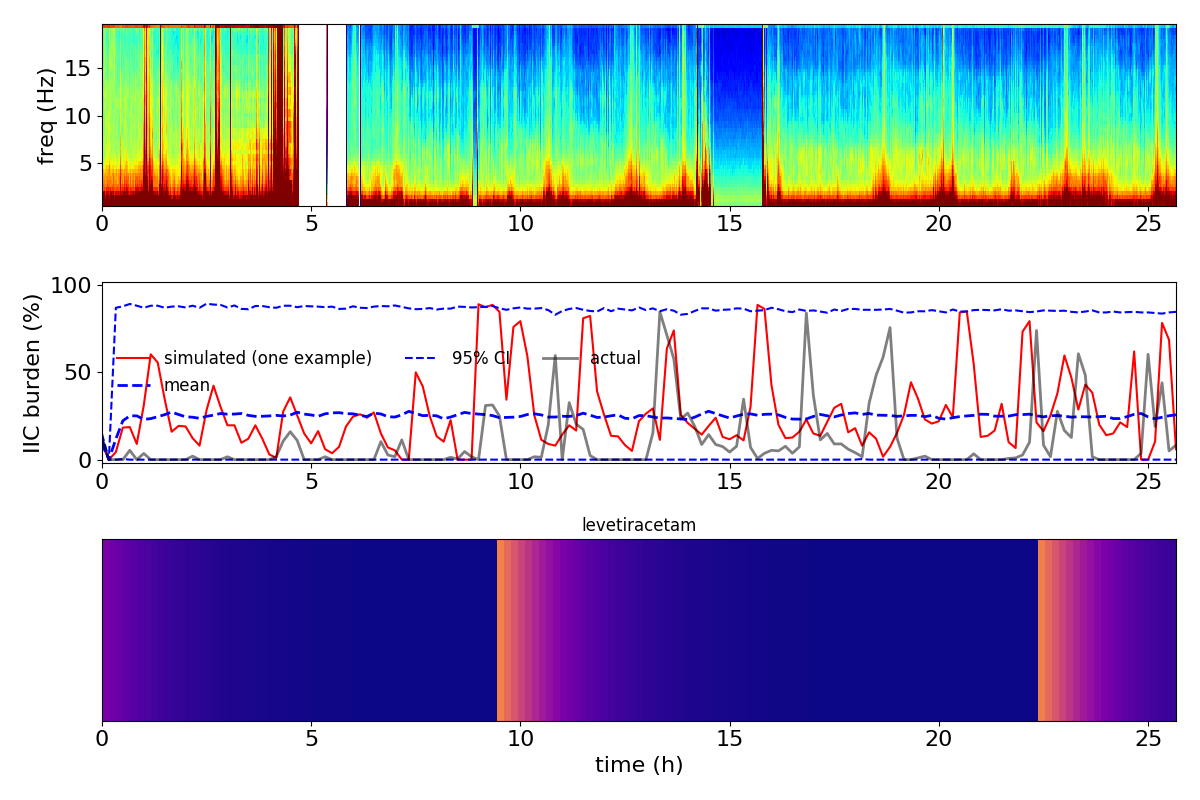 freq (Hz)
15
10
5
0 5 10 15 20 25
IIC burden (%)
100
50
0
simulated (one example) 95% CI actual
mean
0 5 10 15 20 25
levetiracetam
0 5 10 15 20 25
time (h)